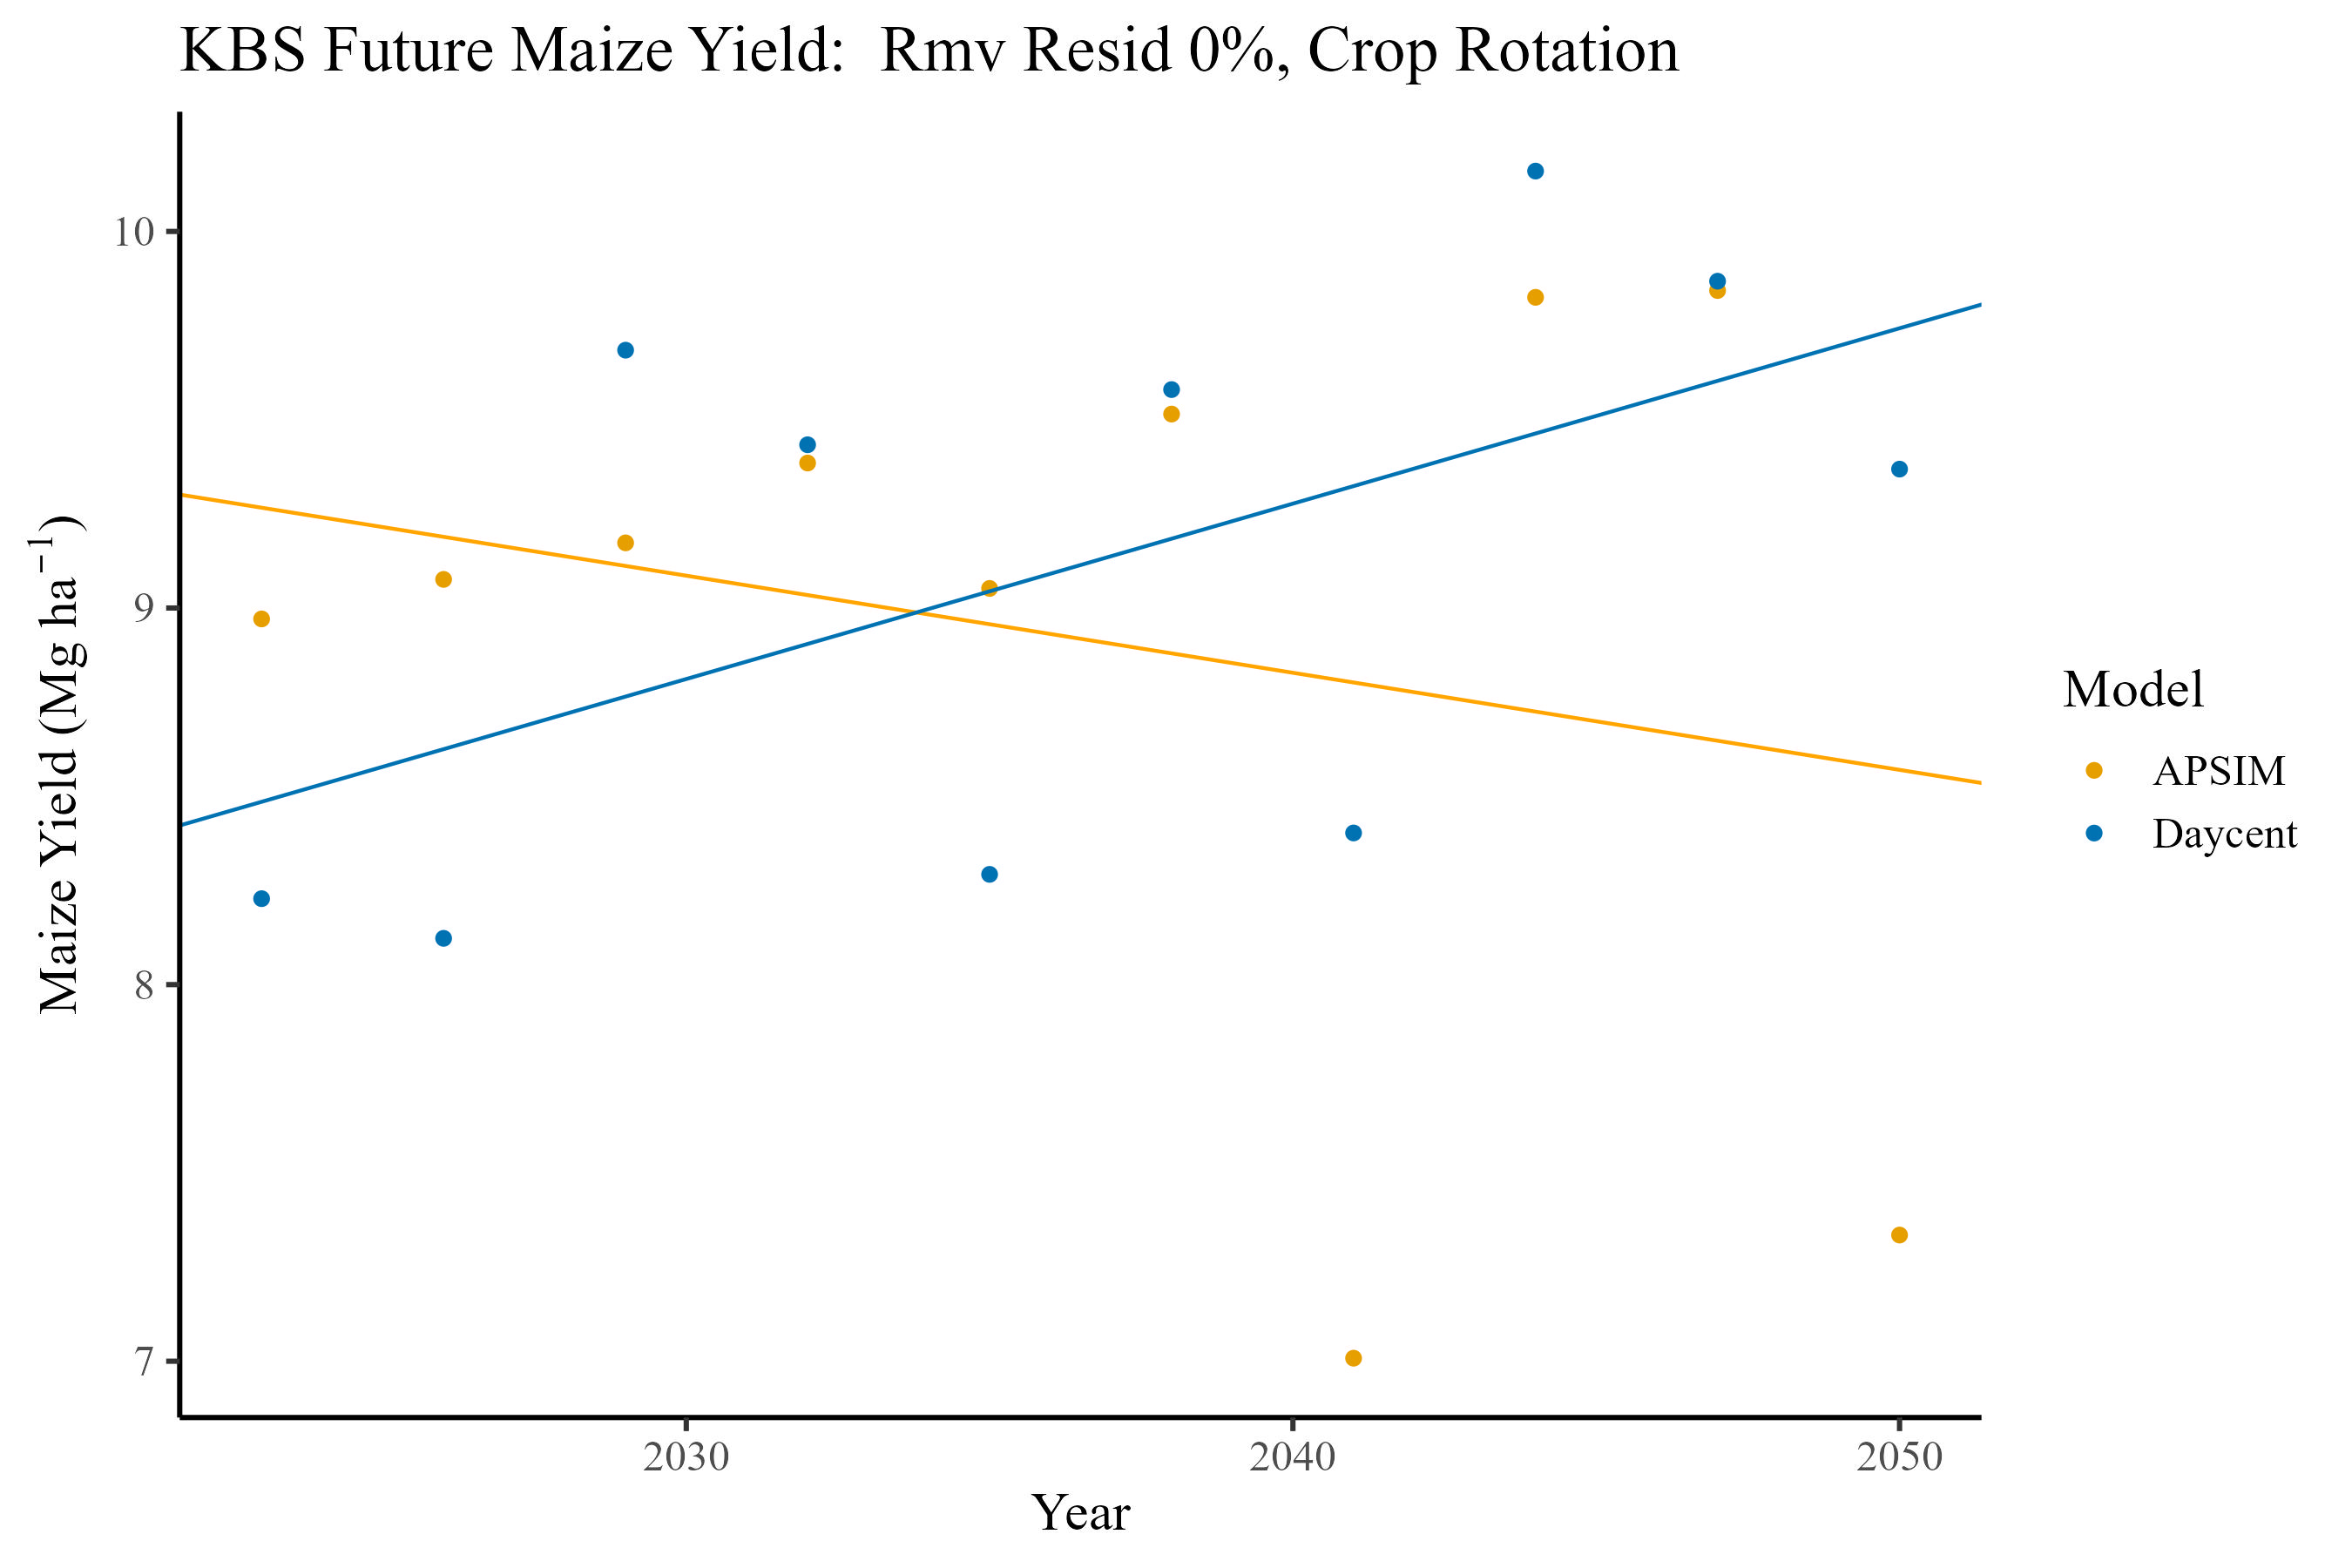 KBS Future Maize Yield:  Rmv Resid 0%, Crop Rotation
Maize Yield (Mg ha⁻¹)
10
9
8
7
2030
2040
2050
Year
Model
APSIM
Daycent